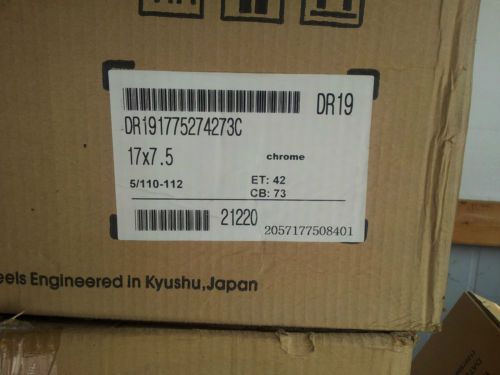 DR19
DR191775274273C
17x7.5 chrome
5/110-112 ET: 42
CB: 73
21220 2057177508401
eels Engineered in Kyushu,Japan